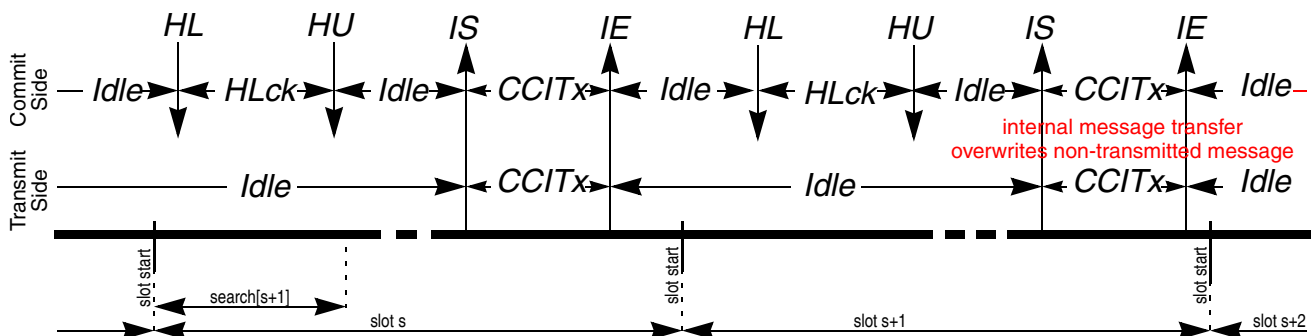 HL HU IS IE HL HU IS IE
Commit Side
Idle HLck Idle CCITx Idle HLck Idle CCITx Idle
internal message transfer
overwrites non-transmitted message
Transmit Side
Idle CCITx Idle CCITx Idle
slot start slot start slot start
search[s+1]
slot s slot s+1 slot s+2